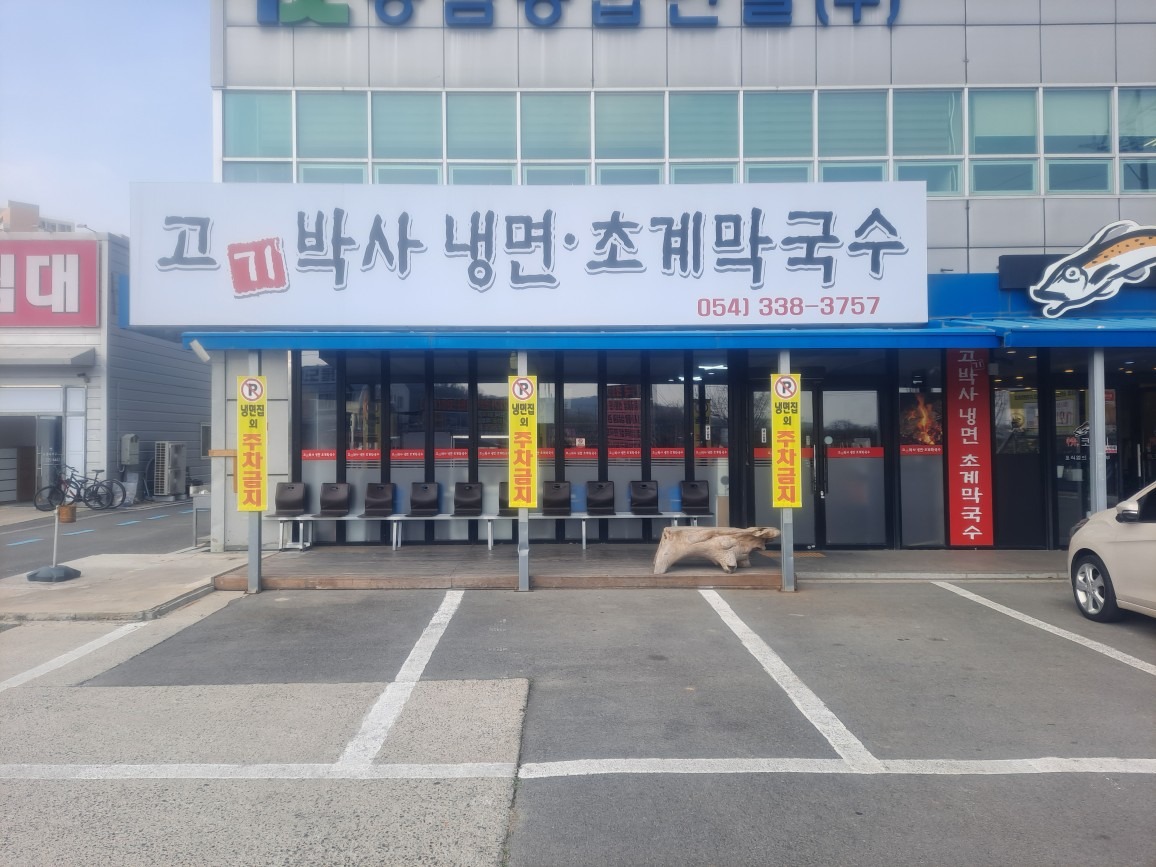 임대
고기박사 냉면·초계막국수
054) 338-3757
냉면집
외
주차금지
냉면집
외
주차금지
냉면집
외
주차금지
고기박사냉면 초계막국수